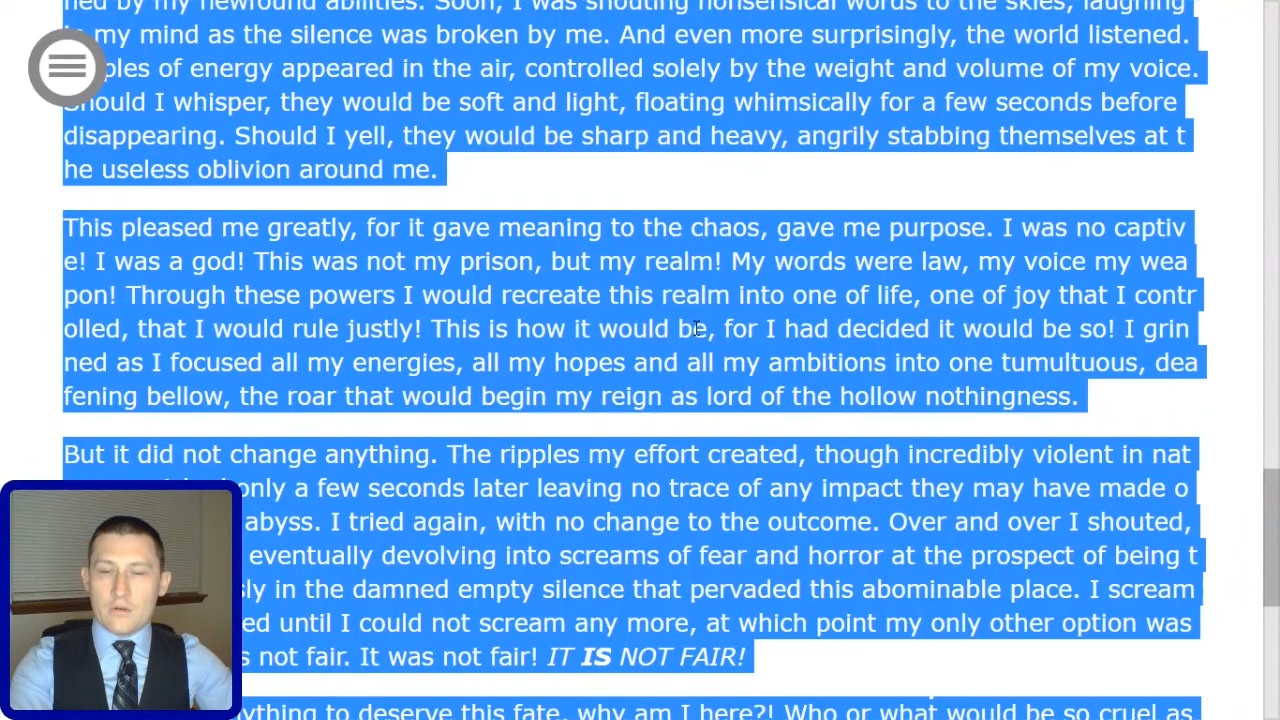 ned by my newfound abilities. Soon, I was shouting nonsensical words to the skies, laughing
my mind as the silence was broken by me. And even more surprisingly, the world listened.
ples of energy appeared in the air, controlled solely by the weight and volume of my voice.
Should I whisper, they would be soft and light, floating whimsically for a few seconds before
disappearing. Should I yell, they would be sharp and heavy, angrily stabbing themselves at t
he useless oblivion around me.
This pleased me greatly, for it gave meaning to the chaos, gave me purpose. I was no captiv
e! I was a god! This was not my prison, but my realm! My words were law, my voice my wea
pon! Through these powers I would recreate this realm into one of life, one of joy that I contr
olled, that I would rule justly! This is how it would be, for I had decided it would be so! I grin
ned as I focused all my energies, all my hopes and all my ambitions into one tumultuous, dea
fening bellow, the roar that would begin my reign as lord of the hollow nothingness.
But it did not change anything. The ripples my effort created, though incredibly violent in nat
only a few seconds later leaving no trace of any impact they may have made o
abyss. I tried again, with no change to the outcome. Over and over I shouted,
eventually devolving into screams of fear and horror at the prospect of being t
sly in the damned empty silence that pervaded this abominable place. I scream
ed until I could not scream any more, at which point my only other option was
s not fair. It was not fair! IT IS NOT FAIR!
ything to deserve this fate, why am I here?! Who or what would be so cruel as